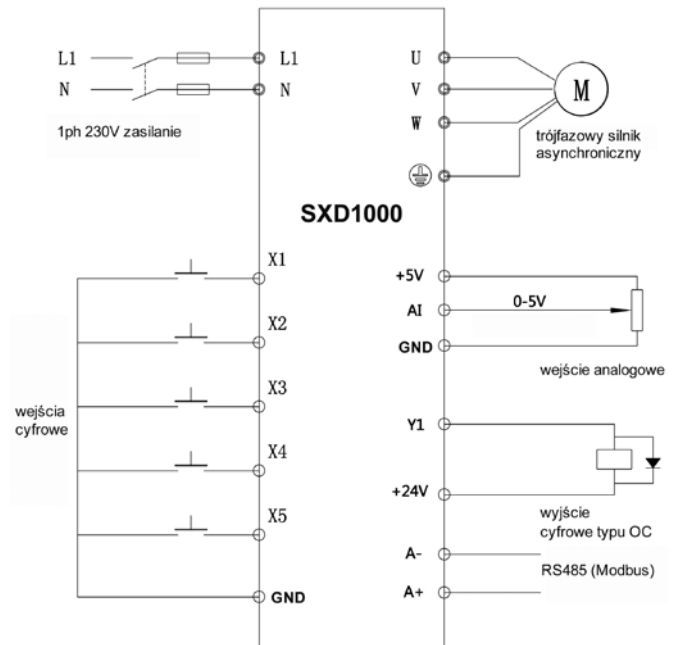 L1
L1
N
N
1ph 230V zasilanie
U
V
W
M
trójfazowy silnik
asynchroniczny
SXD1000
X1
X2
X3
X4
X5
GND
wejścia
cyfrowe
+5V
AI
0-5V
GND
wejście analogowe
Y1
+24V
wyjście
cyfrowe typu OC
A-
RS485 (Modbus)
A+